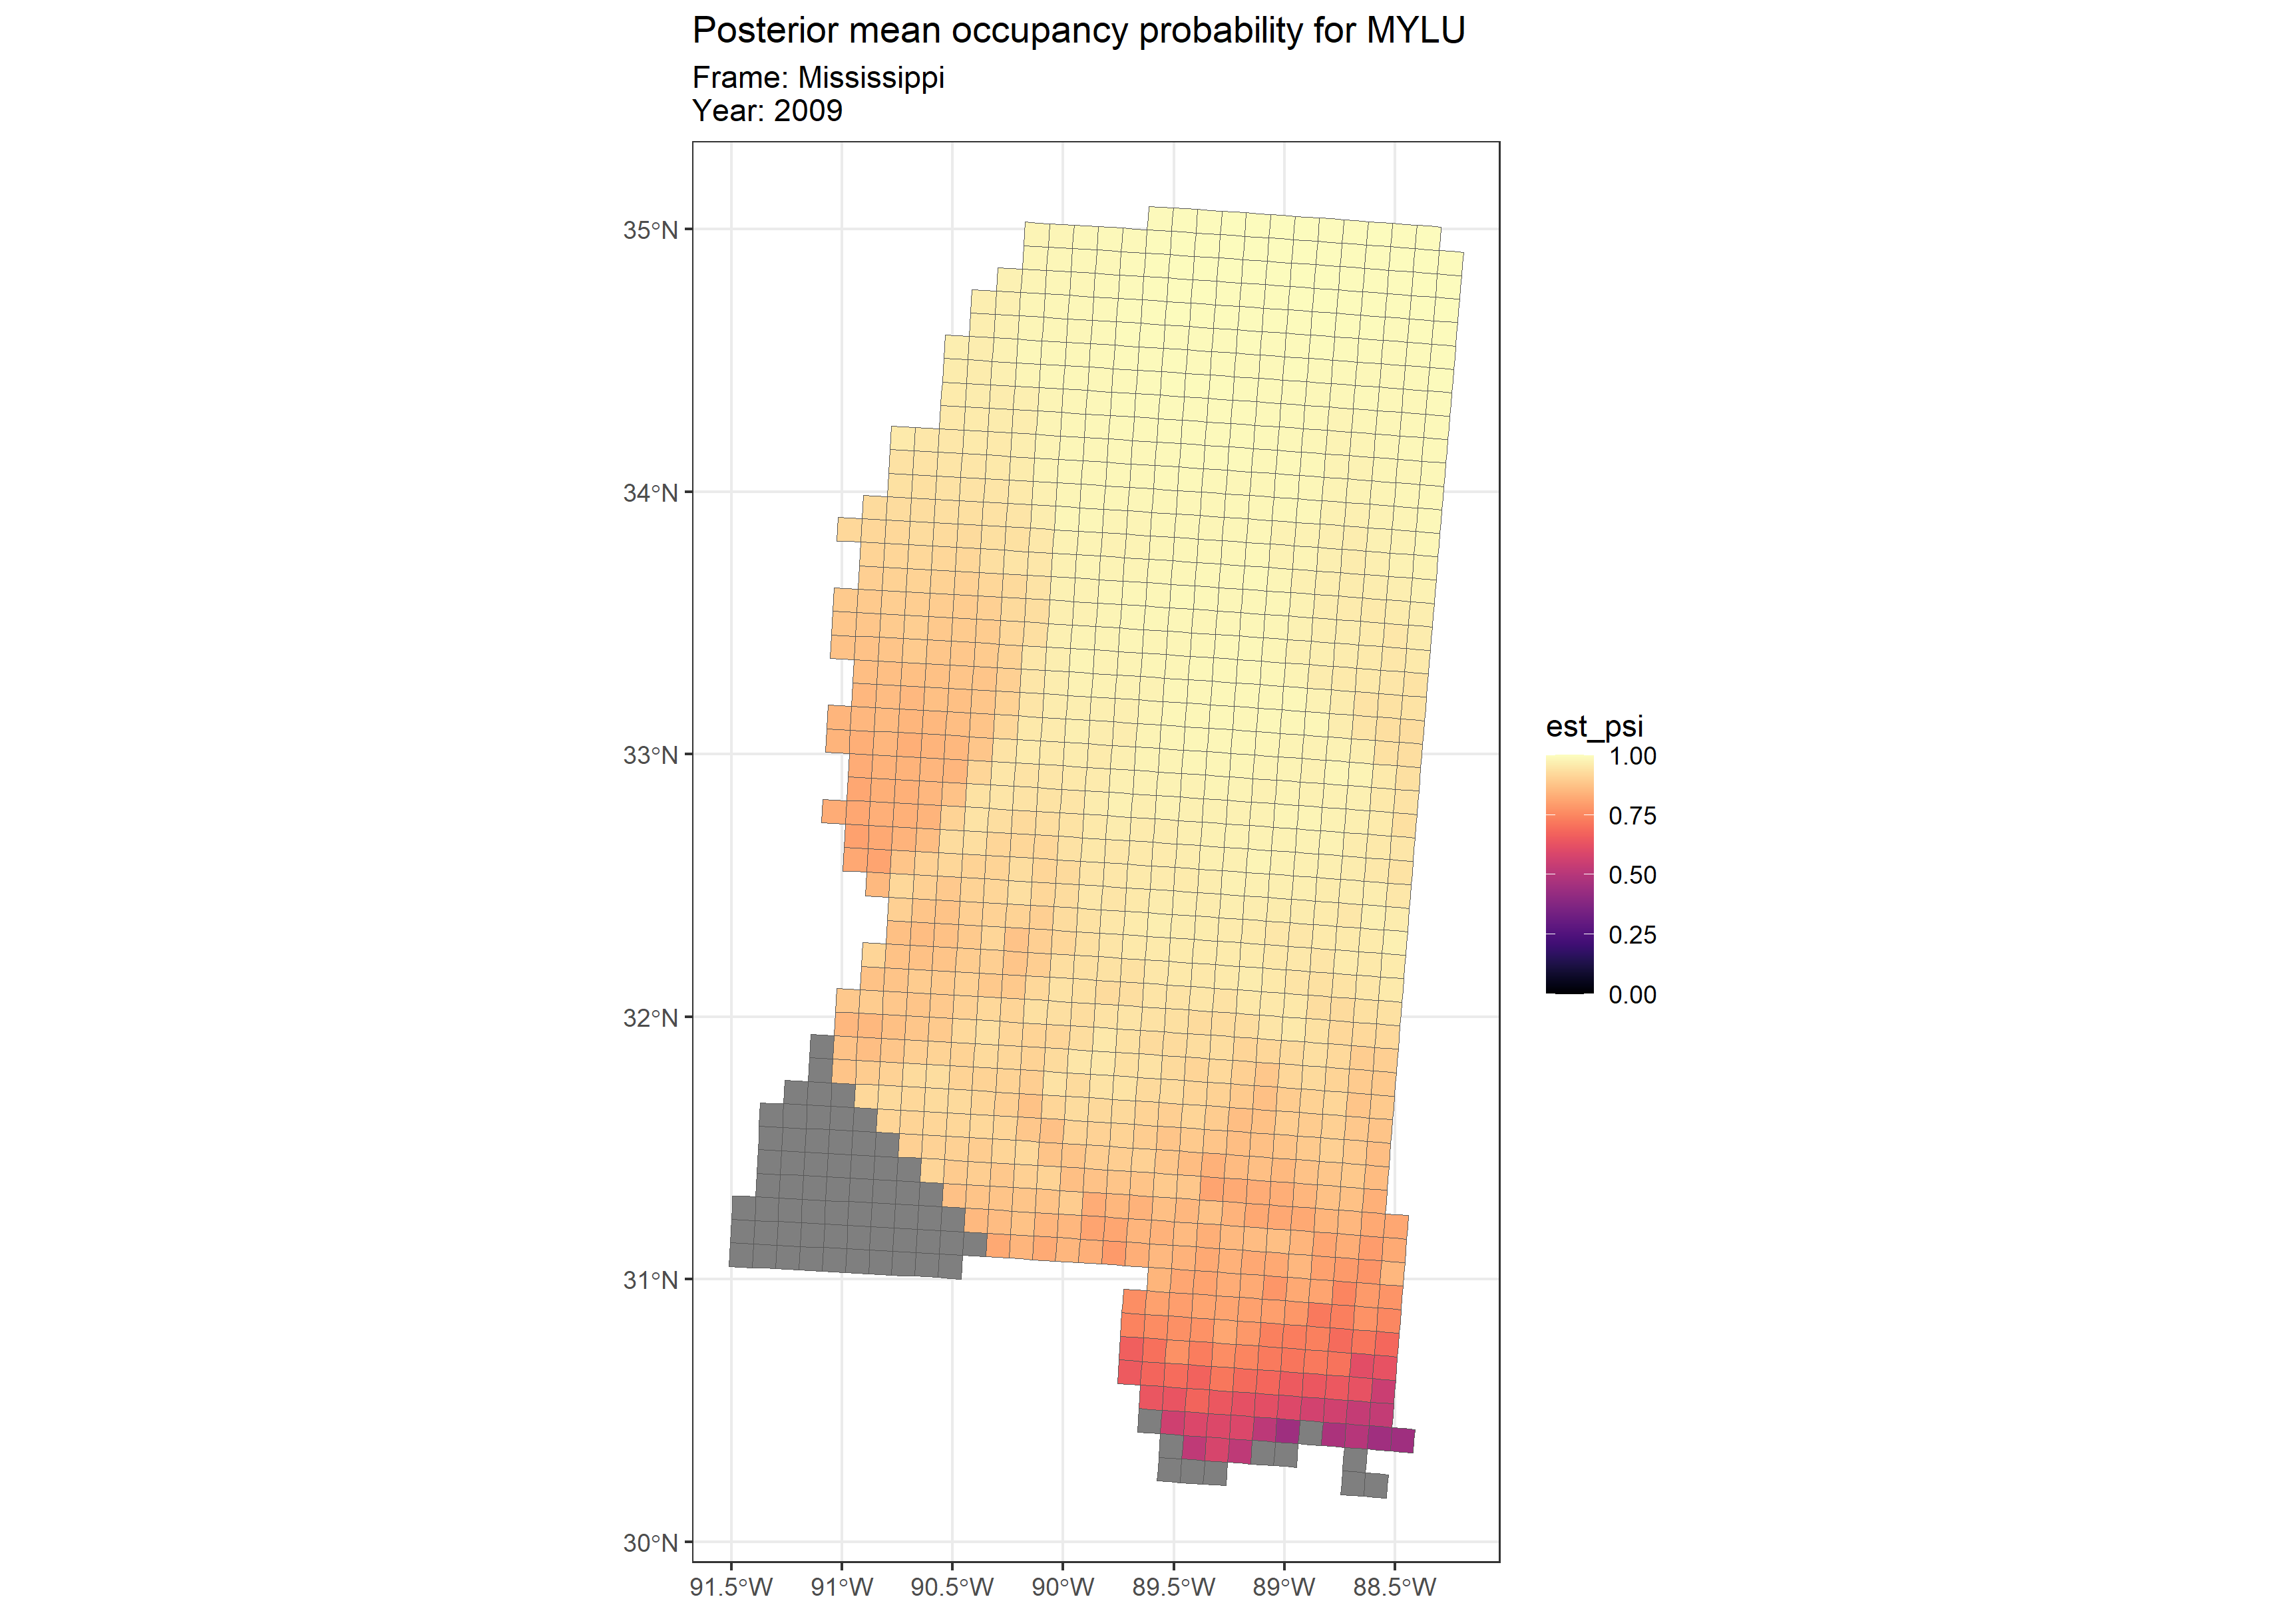 Posterior mean occupancy probability for MYLU
Frame: Mississippi
Year: 2009
35°N
34°N
33°N
32°N
31°N
30°N
91.5°W
91°W
90.5°W
90°W
89.5°W
89°W
88.5°W
est_psi
1.00
0.75
0.50
0.25
0.00